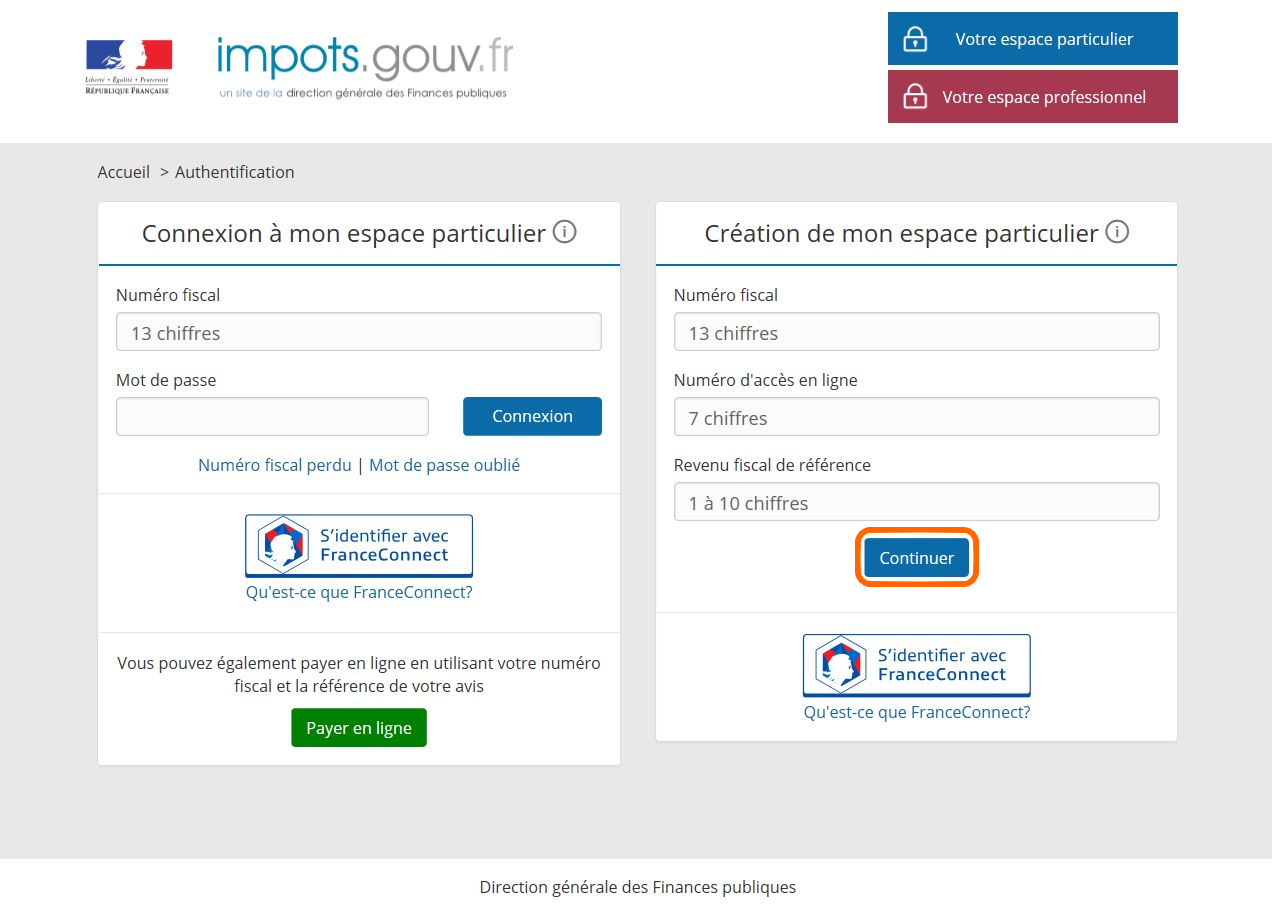 Liberté • Égalité • Fraternité
RÉPUBLIQUE FRANÇAISE
impots.gouv.fr
un site de la direction générale des Finances publiques
Votre espace particulier
Votre espace professionnel
Accueil > Authentification
Connexion à mon espace particulier
Numéro fiscal
13 chiffres
Mot de passe
Connexion
Numéro fiscal perdu | Mot de passe oublié
S'identifier avec
FranceConnect
Qu'est-ce que FranceConnect?
Vous pouvez également payer en ligne en utilisant votre numéro
fiscal et la référence de votre avis
Payer en ligne
Création de mon espace particulier
Numéro fiscal
13 chiffres
Numéro d'accès en ligne
7 chiffres
Revenu fiscal de référence
1 à 10 chiffres
Continuer
S'identifier avec
FranceConnect
Qu'est-ce que FranceConnect?
Direction générale des Finances publiques